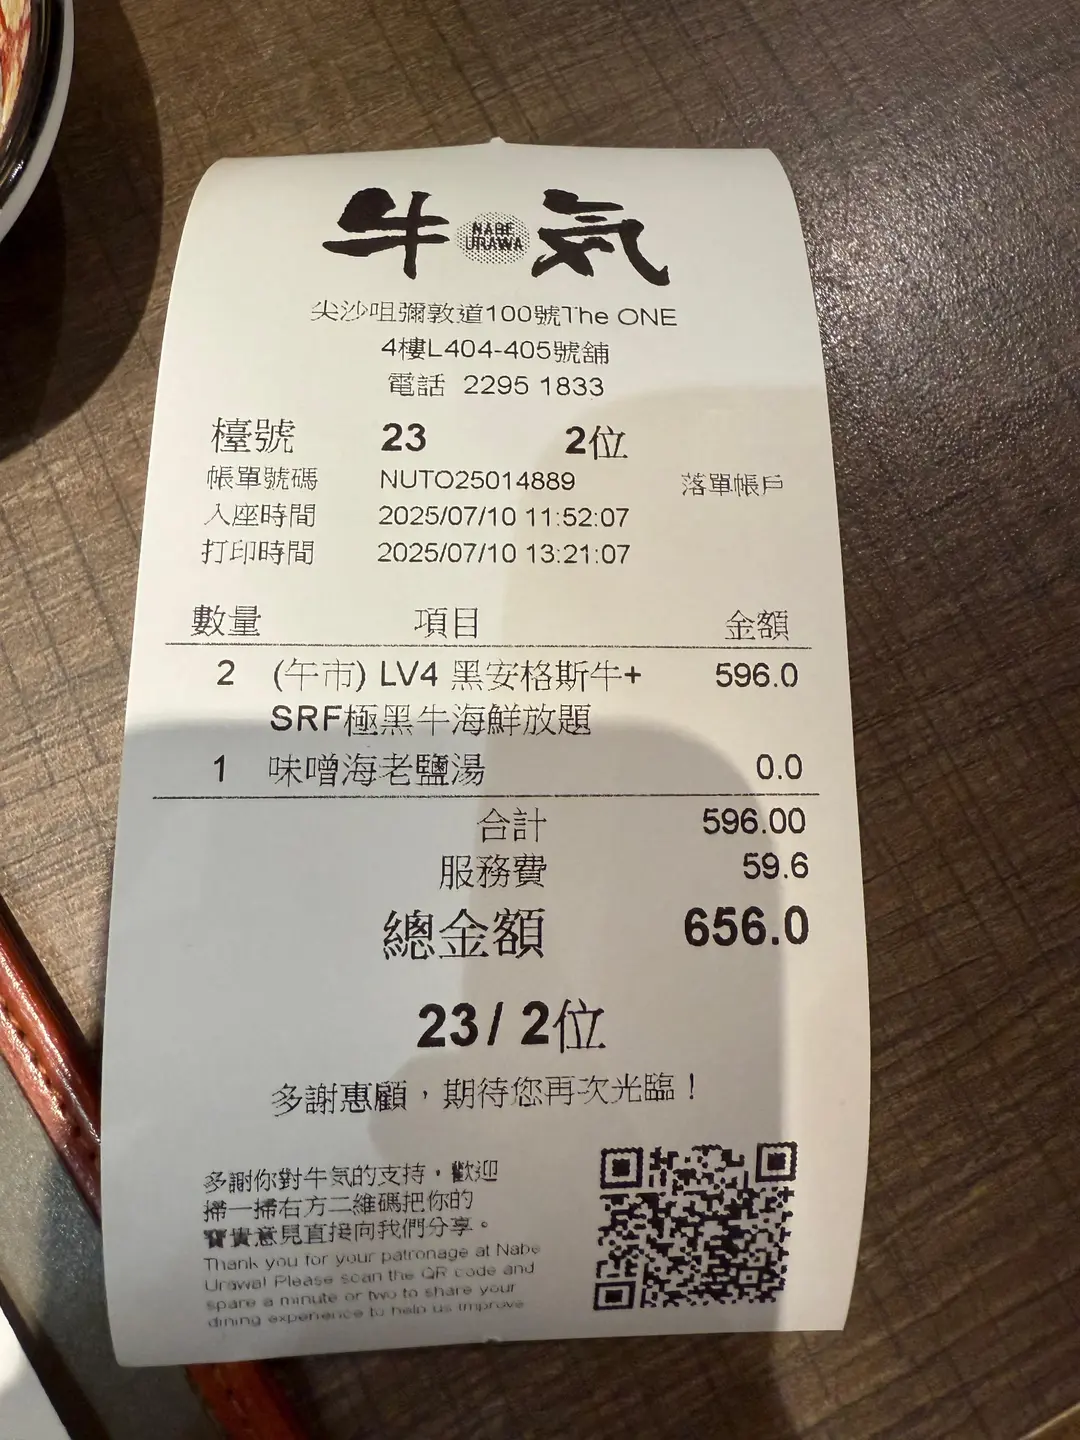 牛 NABE URAWA 気
尖沙咀彌敦道100號The ONE
4樓L404-405號舖
電話 2295 1833
檯號 23 2位
帳單號碼 NUTO25014889 落單帳戶
入座時間 2025/07/10 11:52:07
打印時間 2025/07/10 13:21:07
數量 項目 金額
2 (午市) LV4 黑安格斯牛+ 596.0
SRF極黑牛海鮮放題
1 味噌海老鹽湯 0.0
合計 596.00
服務費 59.6
總金額 656.0
23/ 2位
多謝惠顧，期待您再次光臨！
多謝你對牛気的支持，歡迎
掃一掃右方二維碼把你的
寶貴意見直接向我們分享。
Thank you for your patronage at Nabe
Urawa! Please scan the QR code and
spare a minute or two to share your
dining experience to help us improve